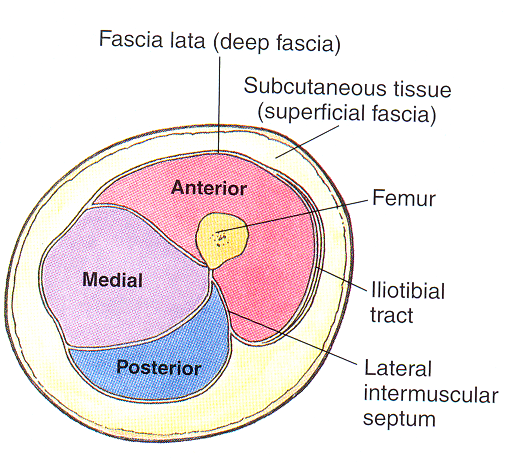 Fascia lata (deep fascia)
Subcutaneous tissue
(superficial fascia)
Anterior
Femur
Medial
Iliotibial
tract
Posterior
Lateral
intermuscular
septum